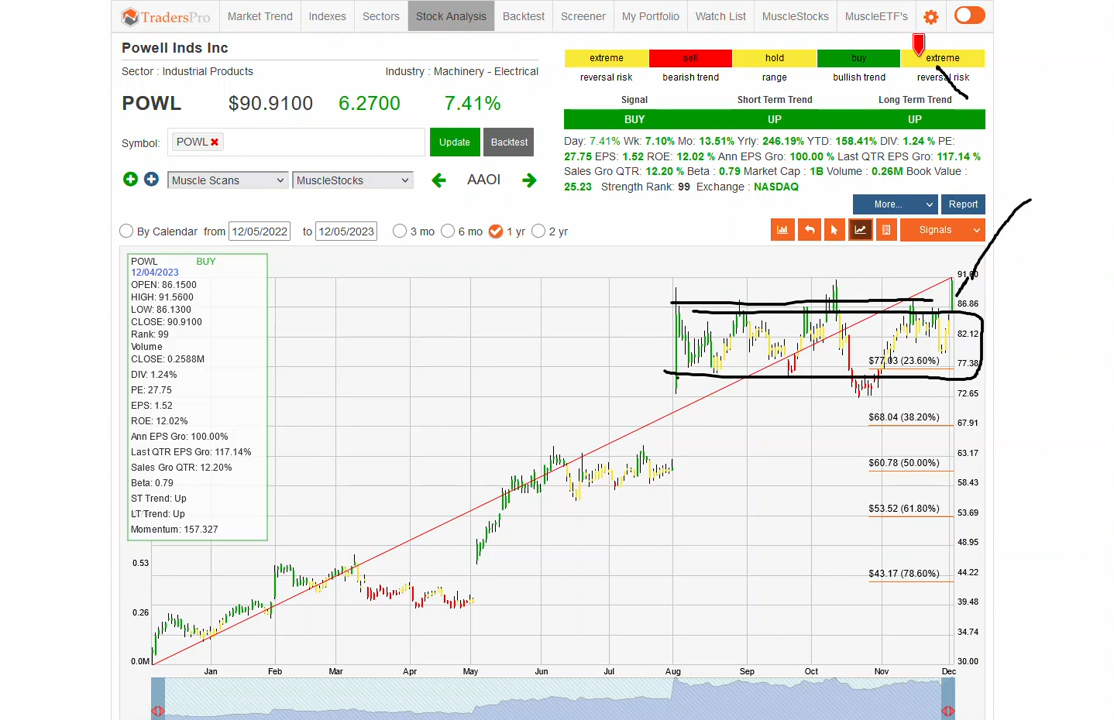 TradersPro Market Trend Indexes Sectors Stock Analysis Backtest Screener My Portfolio Watch List MuscleStocks MuscleETF's
Powell Inds Inc
Sector : Industrial Products Industry : Machinery - Electrical
POWL $90.9100 6.2700 7.41%
Symbol: POWL Update Backtest
Muscle Scans MuscleStocks AAOI
extreme sell hold buy extreme
reversal risk bearish trend range bullish trend reversal risk
Signal Short Term Trend Long Term Trend
BUY UP UP
Day: 7.41% Wk: 7.10% Mo: 13.51% Yrly: 246.19% YTD: 158.41% DIV: 1.24 % PE:
27.75 EPS: 1.52 ROE: 12.02 % Ann EPS Gro: 100.00 % Last QTR EPS Gro: 117.14 %
Sales Gro QTR: 12.20 % Beta : 0.79 Market Cap : 1B Volume : 0.26M Book Value :
25.23 Strength Rank: 99 Exchange : NASDAQ
More... Report
By Calendar from 12/05/2022 to 12/05/2023 3 mo 6 mo 1 yr 2 yr Signals
POWL BUY
12/04/2023
OPEN: 86.1500
HIGH: 91.5600
LOW: 86.1300
CLOSE: 90.9100
Rank: 99
Volume
CLOSE: 0.2588M
DIV: 1.24%
PE: 27.75
EPS: 1.52
ROE: 12.02%
Ann EPS Gro: 100.00%
Last QTR EPS Gro: 117.14%
Sales Gro QTR: 12.20%
Beta: 0.79
ST Trend: Up
LT Trend: Up
Momentum: 157.327
0.53
0.26
0.0M
$77.03 (23.60%)
$68.04 (38.20%)
$60.78 (50.00%)
$53.52 (61.80%)
$43.17 (78.60%)
86.86
82.12
77.38
72.65
67.91
63.17
58.43
53.69
48.95
44.22
39.48
34.74
30.00
Jan Feb Mar Apr May Jun Jul Aug Sep Oct Nov Dec